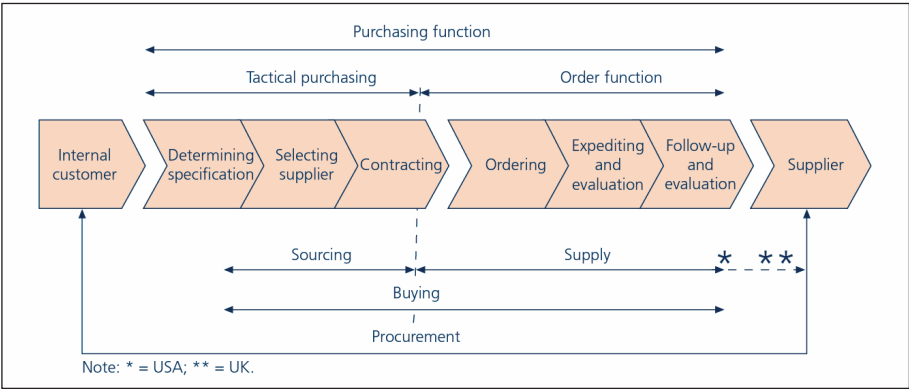 Purchasing function
Tactical purchasing
Order function
Internal
customer
Determining
specification
Selecting
supplier
Contracting
Ordering
Expediting
and
evaluation
Follow-up
and
evaluation
Supplier
Sourcing
Supply
*
**
Buying
Procurement
Note: * = USA; ** = UK.